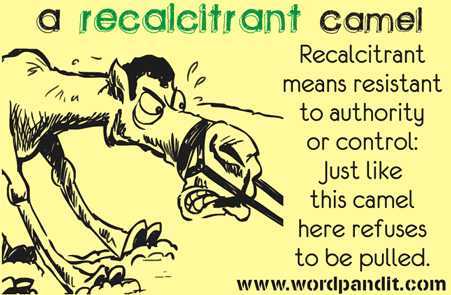 a recalcitrant camel
Recalcitrant
means resistant
to authority
or control:
Just like
this camel
here refuses
to be pulled.
www.wordpandit.com